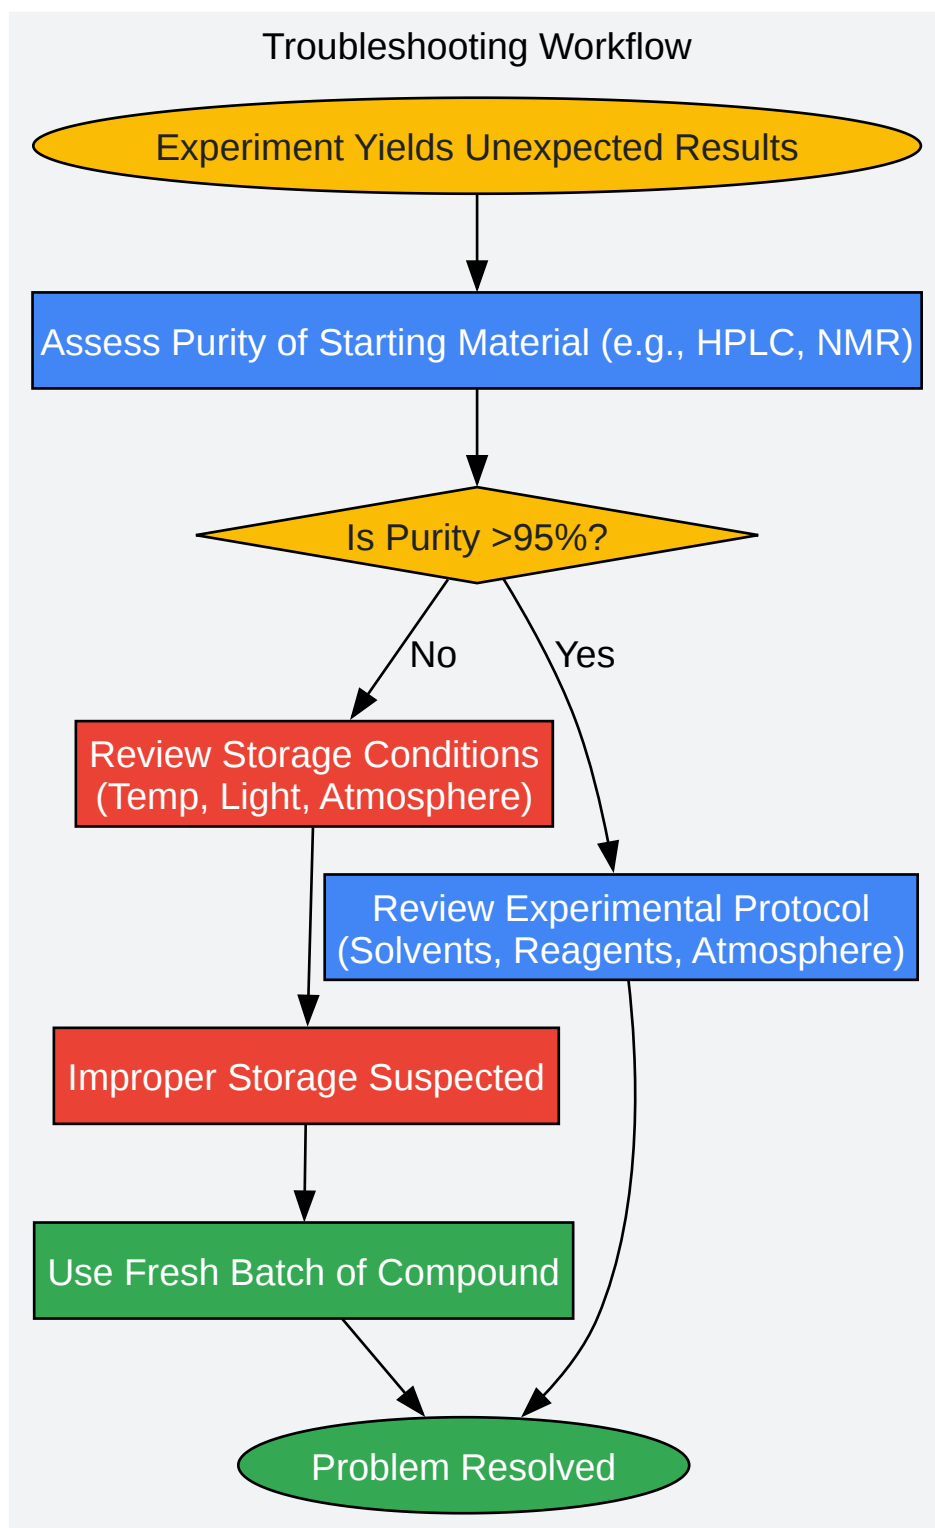 Troubleshooting Workflow
Experiment Yields Unexpected Results
Assess Purity of Starting Material (e.g., HPLC, NMR)
Is Purity >95%?
No
Yes
Review Storage Conditions
(Temp, Light, Atmosphere)
Review Experimental Protocol
(Solvents, Reagents, Atmosphere)
Improper Storage Suspected
Use Fresh Batch of Compound
Problem Resolved